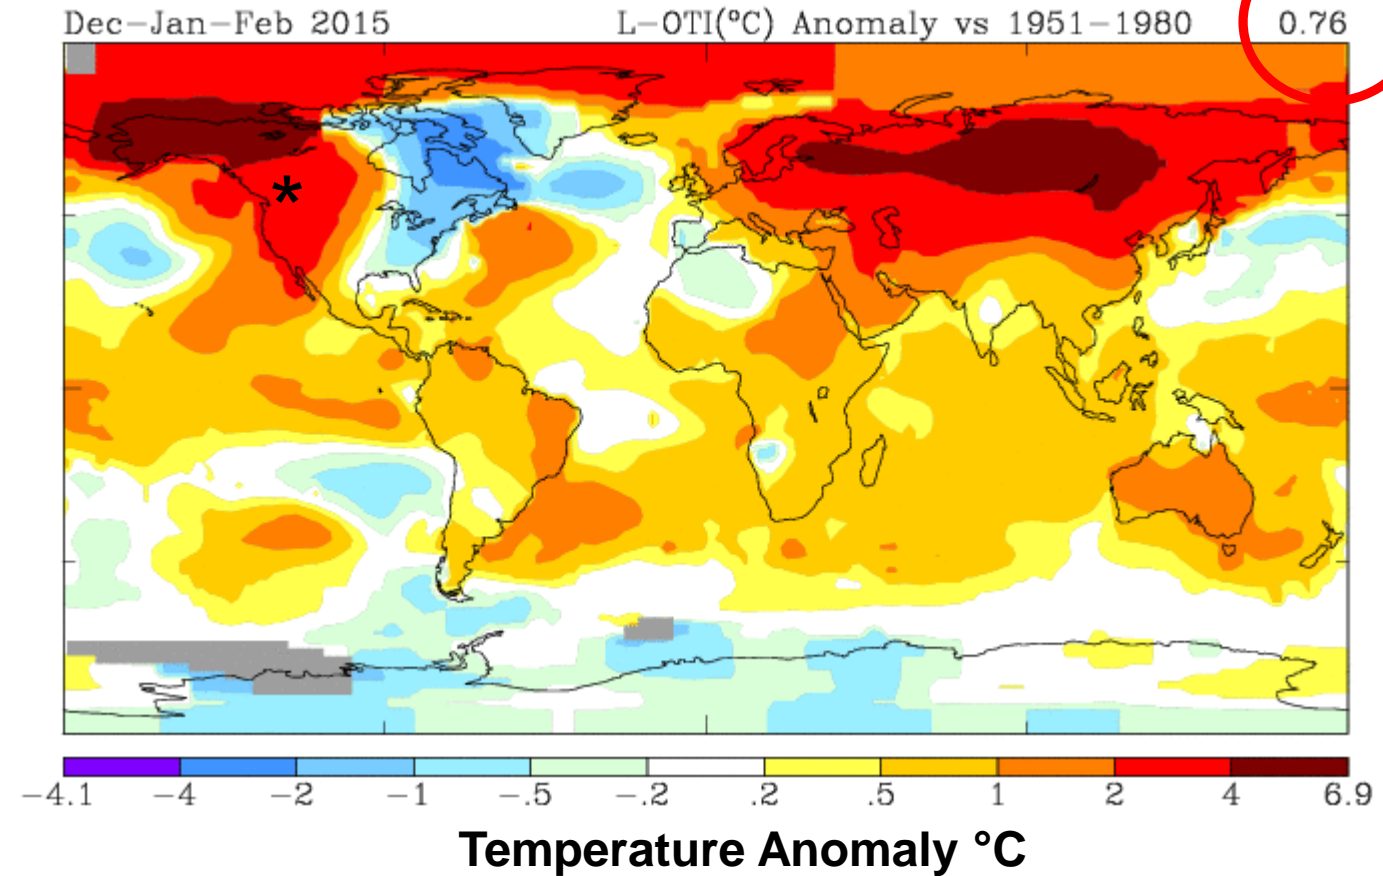 Dec-Jan-Feb 2015 L-OTI(°C) Anomaly vs 1951-1980 0.76
*
-4.1 -4 -2 -1 -.5 -.2 .2 .5 1 2 4 6.9
Temperature Anomaly °C